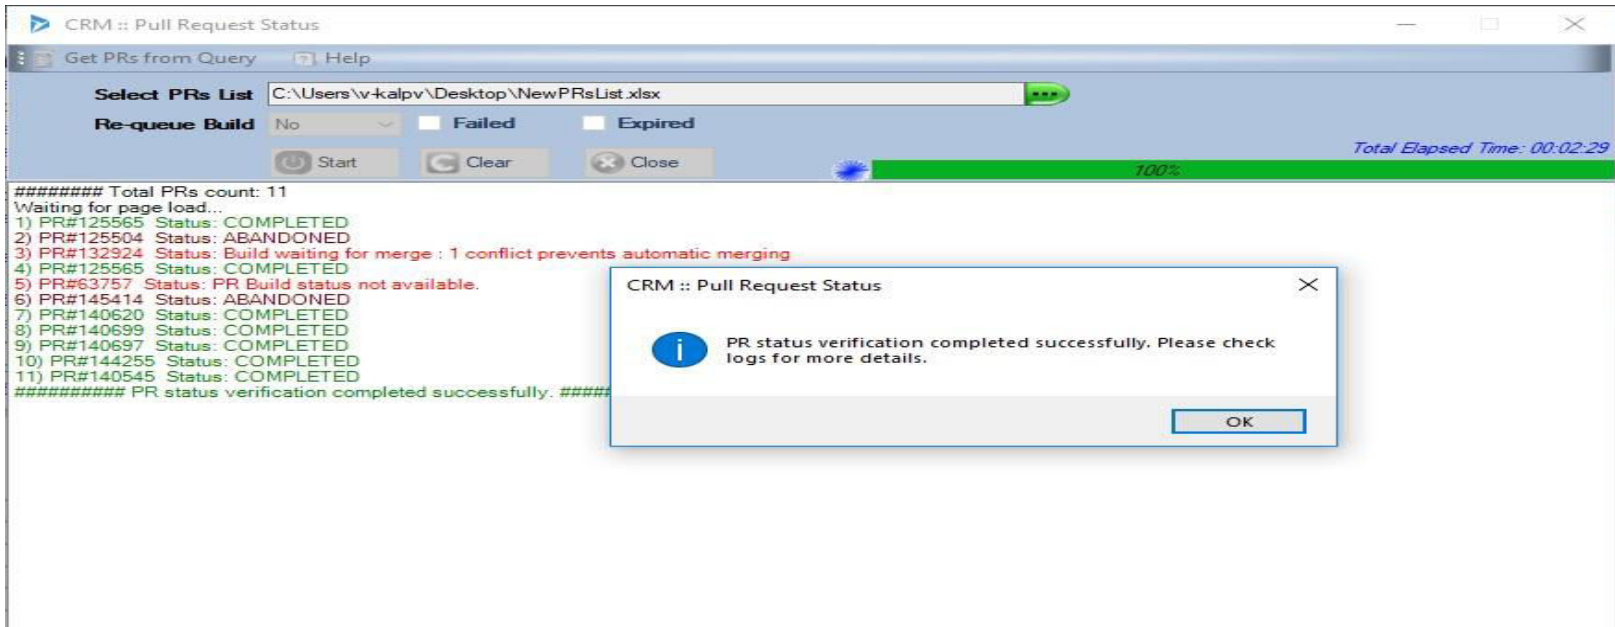 CRM :: Pull Request Status
Get PRs from Query Help
Select PRs List C:\Users\v-kalpv\Desktop\NewPRsList.xlsx
Re-queue Build No Failed Expired
Total Elapsed Time: 00:02:29
Start Clear Close
100%
######## Total PRs count: 11
Waiting for page load...
1) PR#125565 Status: COMPLETED
2) PR#125504 Status: ABANDONED
3) PR#132924 Status: Build waiting for merge : 1 conflict prevents automatic merging
4) PR#125565 Status: COMPLETED
5) PR#63757 Status: PR Build status not available.
6) PR#145414 Status: ABANDONED
7) PR#140620 Status: COMPLETED
8) PR#140699 Status: COMPLETED
9) PR#140697 Status: COMPLETED
10) PR#144255 Status: COMPLETED
11) PR#140545 Status: COMPLETED
########## PR status verification completed successfully. #####
CRM :: Pull Request Status
PR status verification completed successfully. Please check
logs for more details.
OK